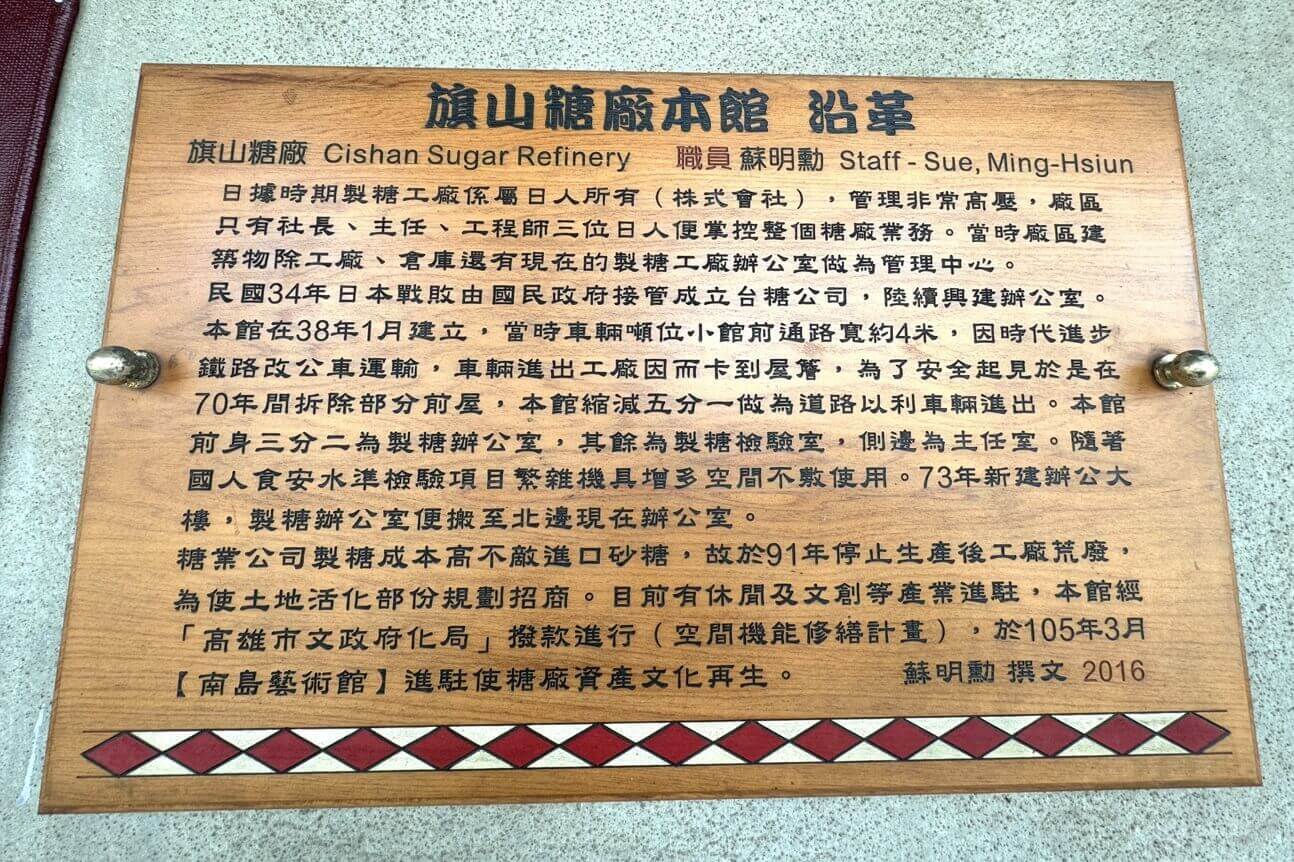 旗山糖廠本館 沿革
旗山糖廠 Cishan Sugar Refinery 職員 蘇明勳 Staff - Sue, Ming-Hsiun
日據時期製糖工廠係屬日人所有（株式會社），管理非常高壓，廠區
只有社長、主任、工程師三位日人便掌控整個糖廠業務。當時廠區建
築物除工廠、倉庫還有現在的製糖工廠辦公室做為管理中心。
民國34年日本戰敗由國民政府接管成立台糖公司，陸續興建辦公室。
本館在38年1月建立，當時車輛噸位小館前通路寬約4米，因時代進步
鐵路改公車運輸，車輛進出工廠因而卡到屋簷，為了安全起見於是在
70年間拆除部分前屋，本館縮減五分一做為道路以利車輛進出。本館
前身三分二為製糖辦公室，其餘為製糖檢驗室，側邊為主任室。隨著
國人食安水準檢驗項目繁雜機具增多空間不敷使用。73年新建辦公大
樓，製糖辦公室便搬至北邊現在辦公室。
糖業公司製糖成本高不敵進口砂糖，故於91年停止生產後工廠荒廢，
為使土地活化部份規劃招商。目前有休閒及文創等產業進駐，本館經
「高雄市文政府化局」撥款進行（空間機能修繕計畫），於105年3月
【南島藝術館】進駐使糖廠資產文化再生。 蘇明勳 撰文 2016